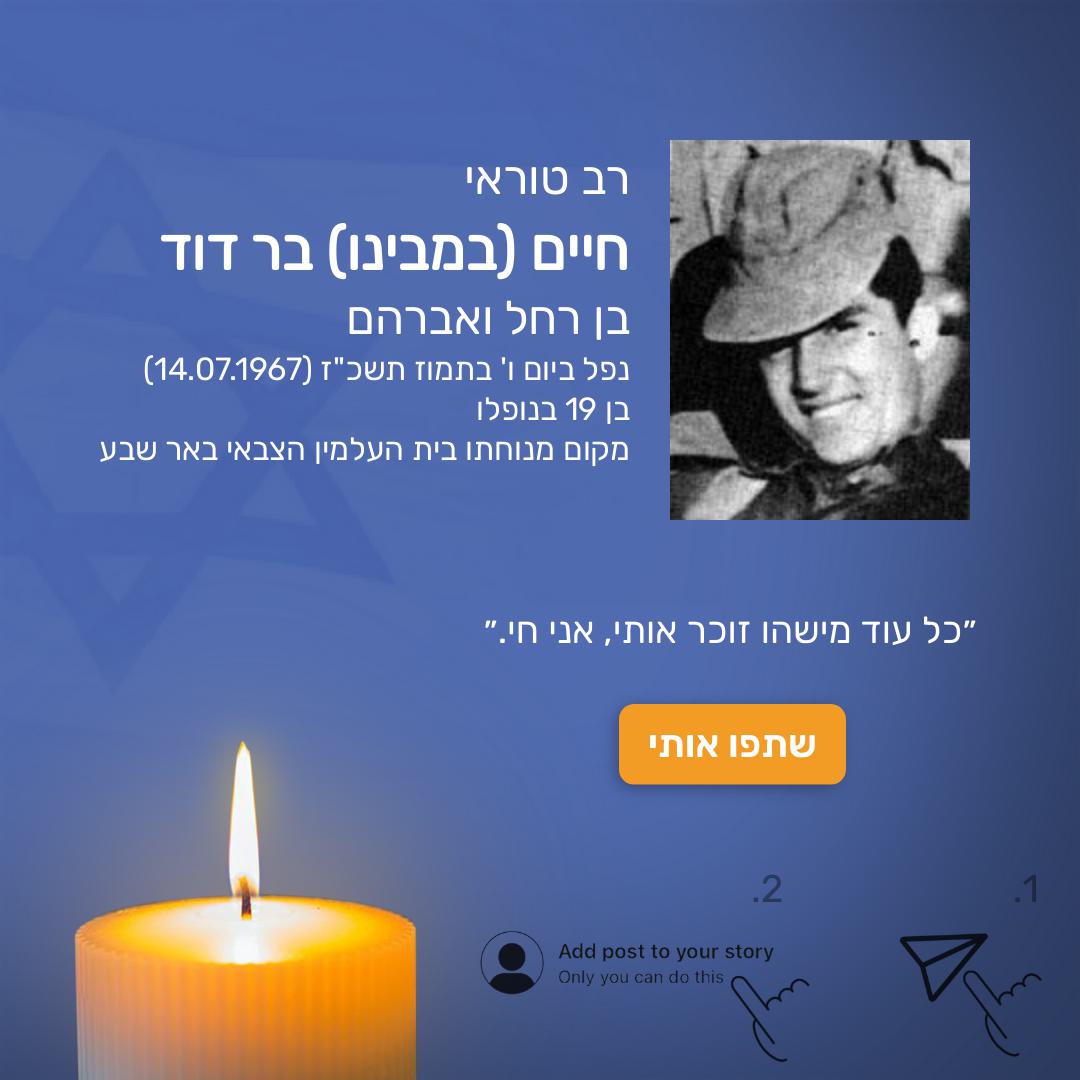 רב טוראי
חיים (במבינו) בר דוד
בן רחל ואברהם
נפל ביום ו' בתמוז תשכ"ז (14.07.1967)
בן 19 בנופלו
מקום מנוחתו בית העלמין הצבאי באר שבע
״כל עוד מישהו זוכר אותי, אני חי.״
שתפו אותי
.1
.2
Add post to your story
Only you can do this